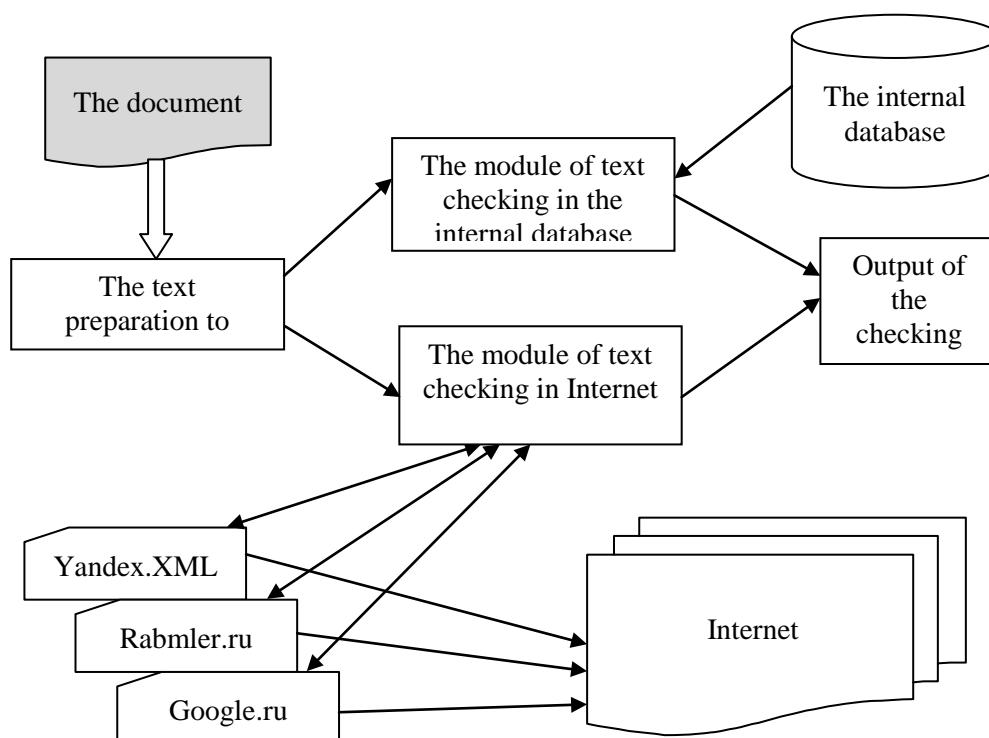 The document
The internal
database
The module of text
checking in the
internal database
The text
preparation to
Output of
the
checking
The module of text
checking in Internet
Yandex.XML
Rabmler.ru
Google.ru
Internet